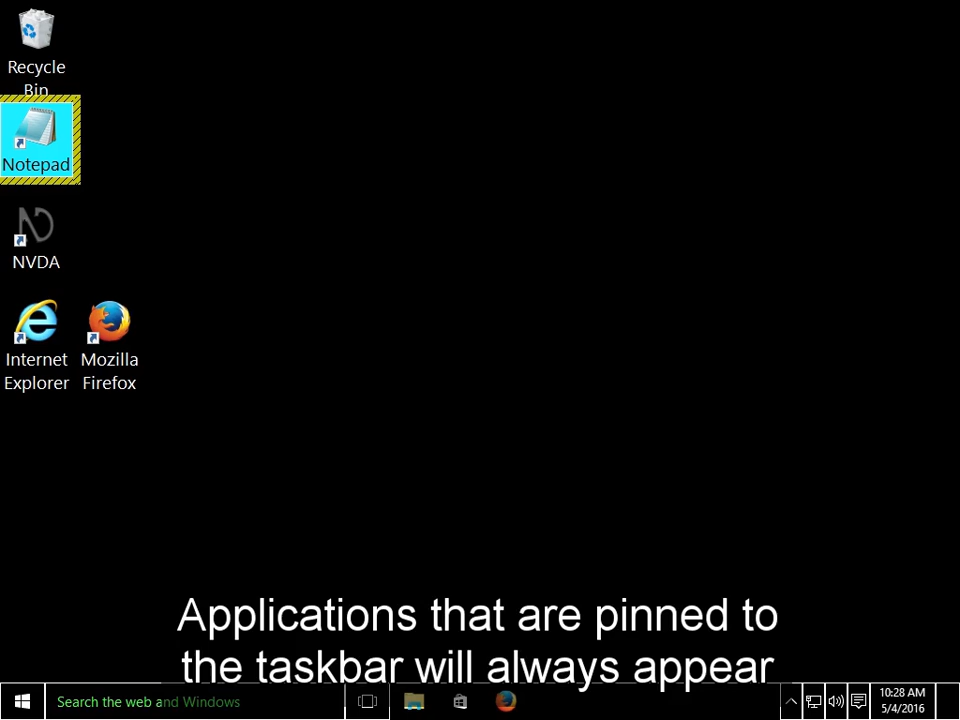 Recycle
Bin
Notepad
NVDA
Internet
Explorer
Mozilla
Firefox
Applications that are pinned to
the taskbar will always appear
Search the web and Windows
10:28 AM
5/4/2016